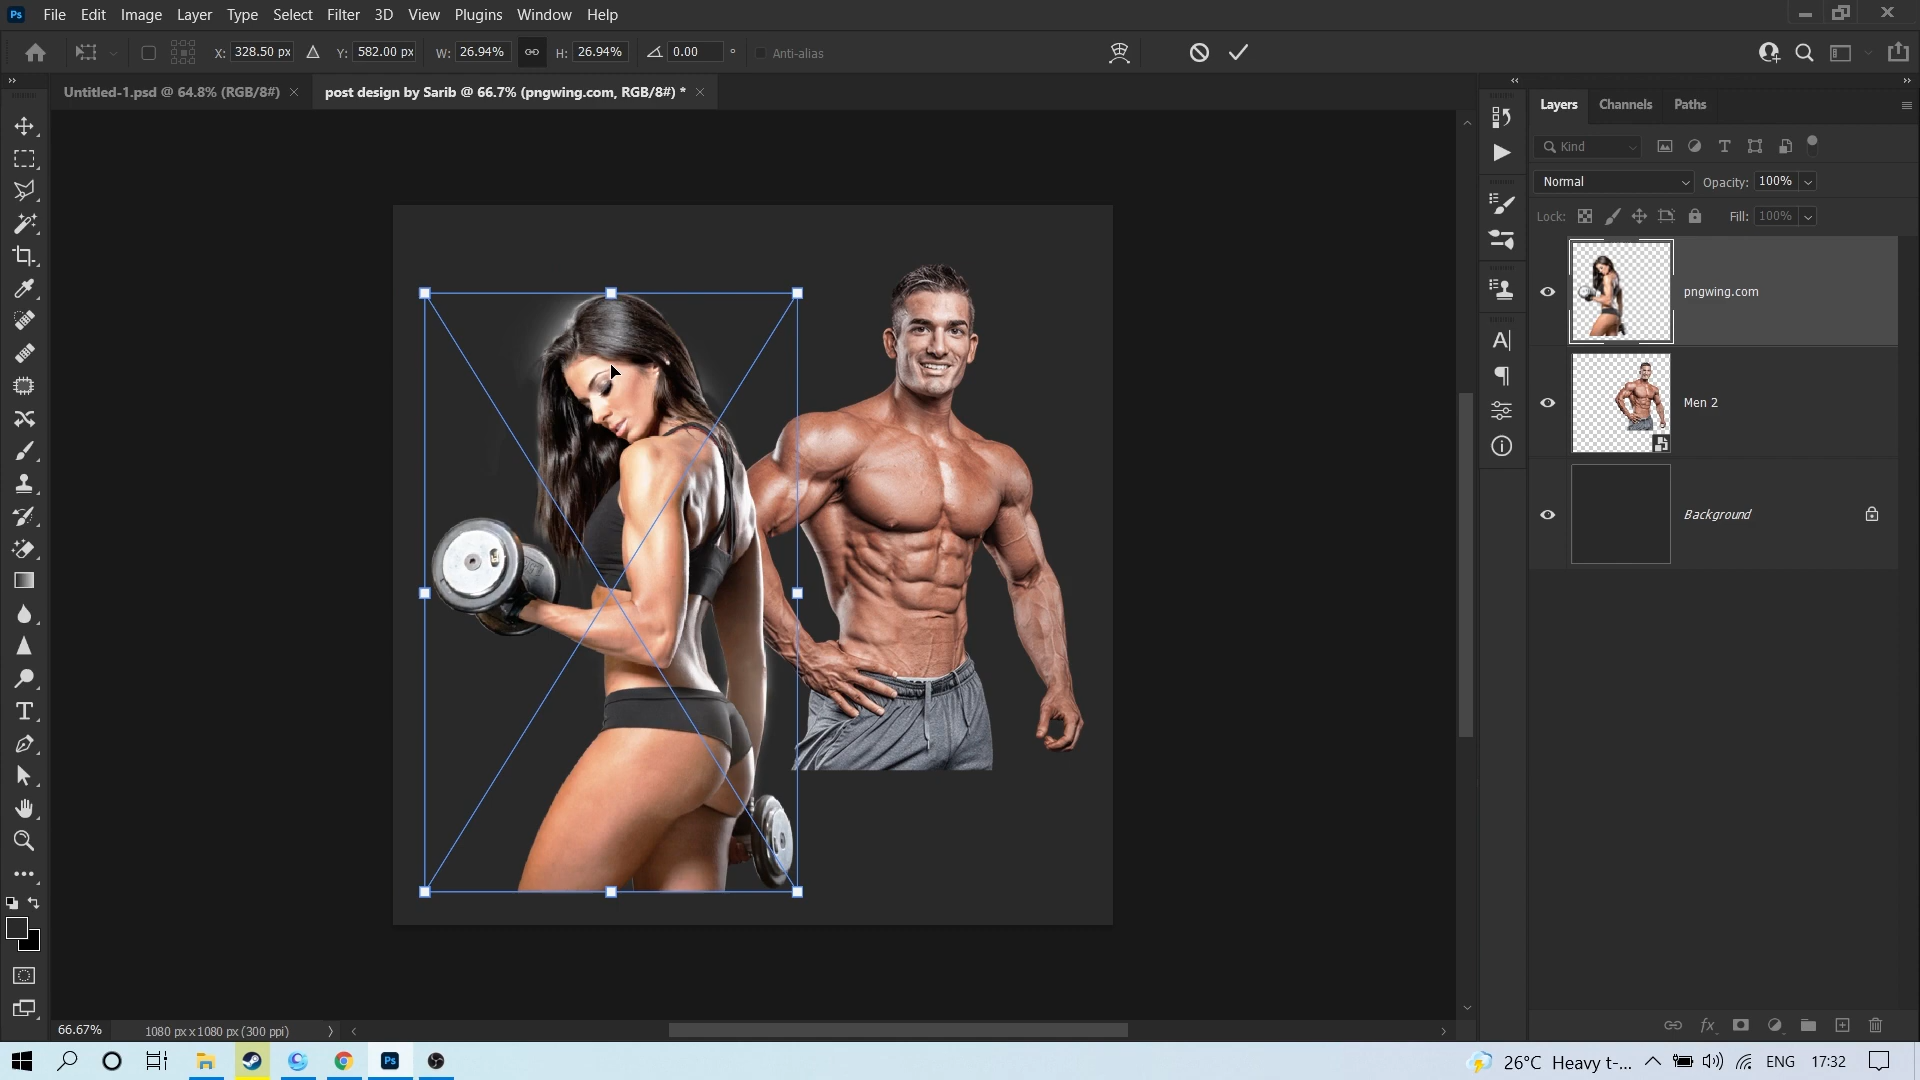 Ps File Edit Image Layer Type Select Filter 3D View Plugins Window Help
X: 328.50 px Y: 582.00 px W: 26.94% H: 26.94% 0.00 ° Anti-alias
Untitled-1.psd @ 64.8% (RGB/8#) × post design by Sarib @ 66.7% (pngwing.com, RGB/8#) * ×
Layers Channels Paths
Kind
Normal Opacity: 100%
Lock: Fill: 100%
pngwing.com
Men 2
Background
66.67% 1080 px x 1080 px (300 ppi)
Ps 26°C Heavy t-... ENG 17:32